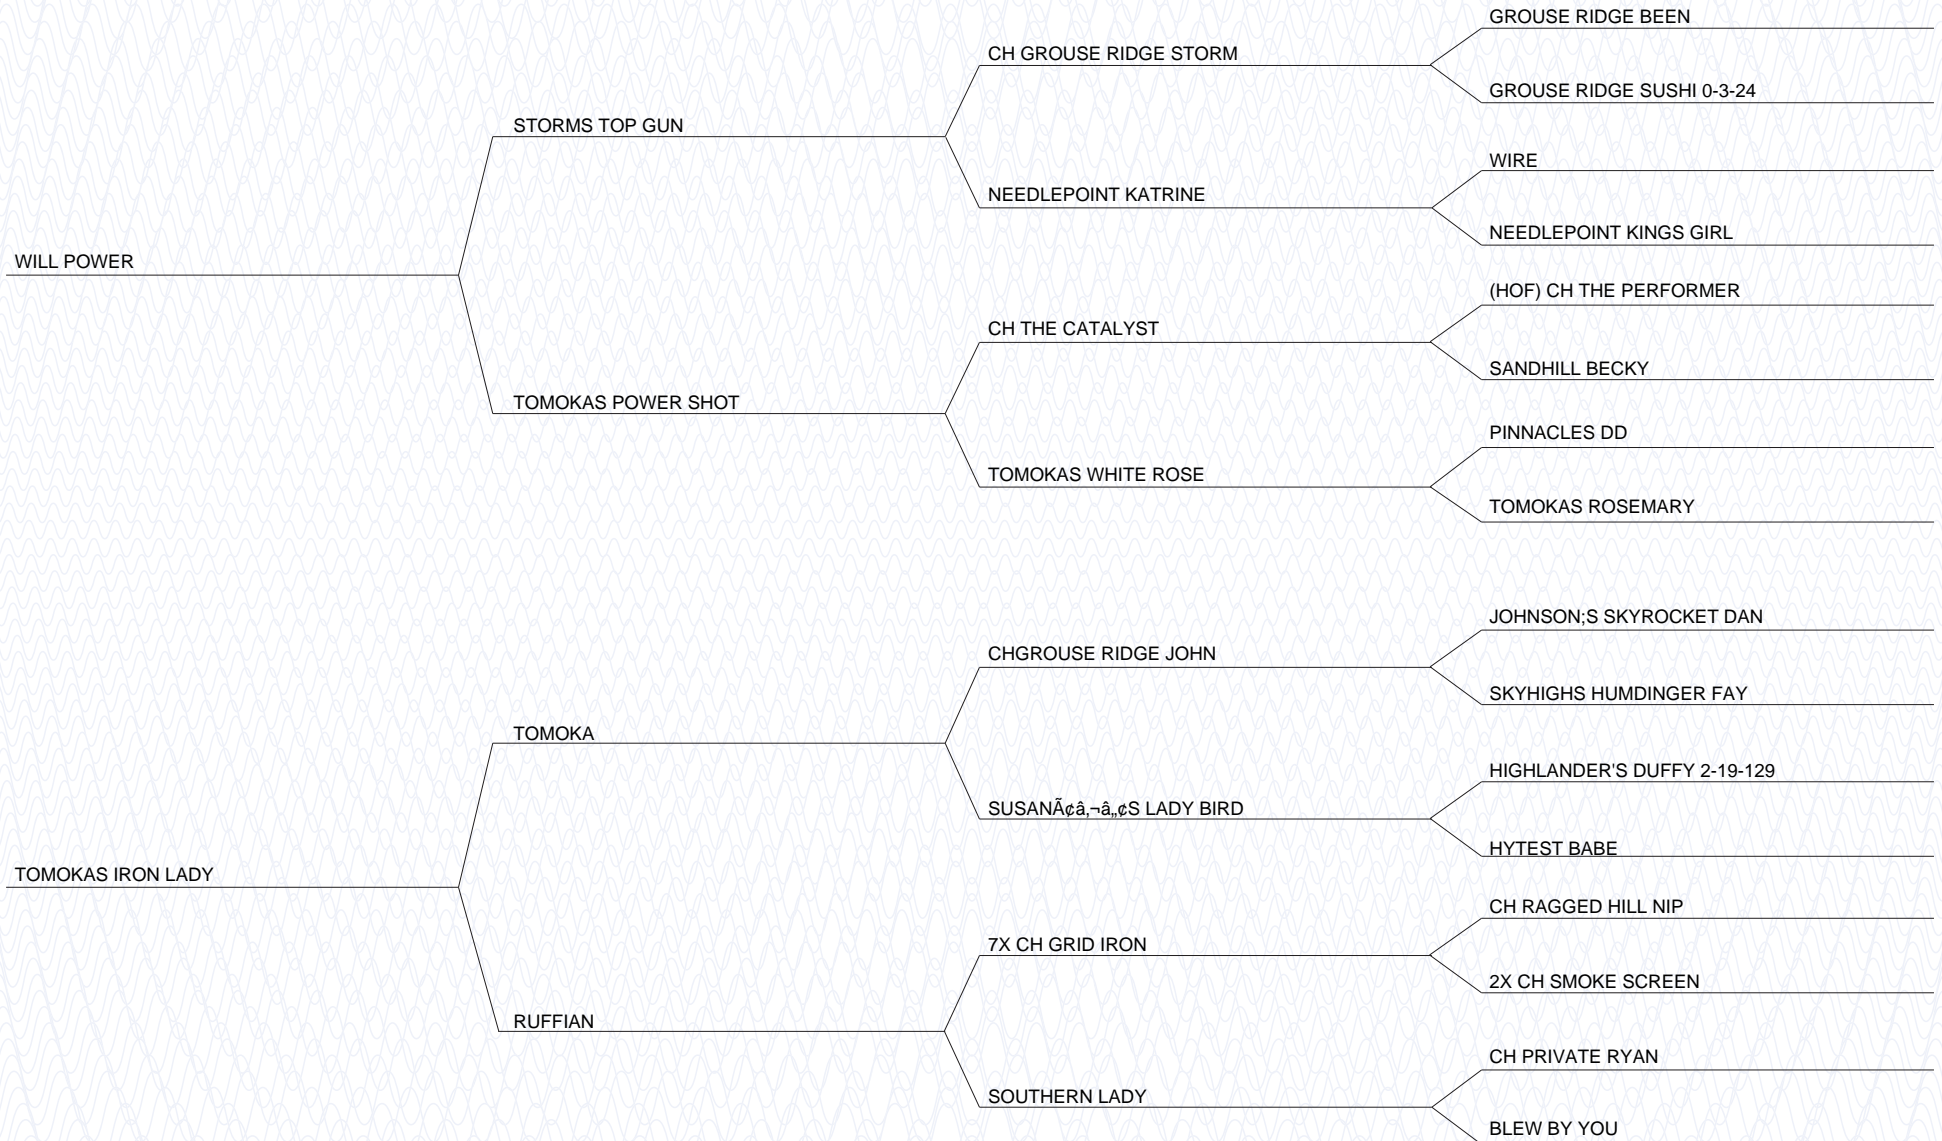 GROUSE RIDGE BEEN
CH GROUSE RIDGE STORM
GROUSE RIDGE SUSHI 0-3-24
STORMS TOP GUN
WIRE
NEEDLEPOINT KATRINE
NEEDLEPOINT KINGS GIRL
WILL POWER
(HOF) CH THE PERFORMER
CH THE CATALYST
SANDHILL BECKY
TOMOKAS POWER SHOT
PINNACLES DD
TOMOKAS WHITE ROSE
TOMOKAS ROSEMARY
JOHNSON;S SKYROCKET DAN
CHGROUSE RIDGE JOHN
SKYHIGHS HUMDINGER FAY
TOMOKA
HIGHLANDER'S DUFFY 2-19-129
SUSANÃ¢â‚¬â„¢S LADY BIRD
HYTEST BABE
TOMOKAS IRON LADY
CH RAGGED HILL NIP
7X CH GRID IRON
2X CH SMOKE SCREEN
RUFFIAN
CH PRIVATE RYAN
SOUTHERN LADY
BLEW BY YOU